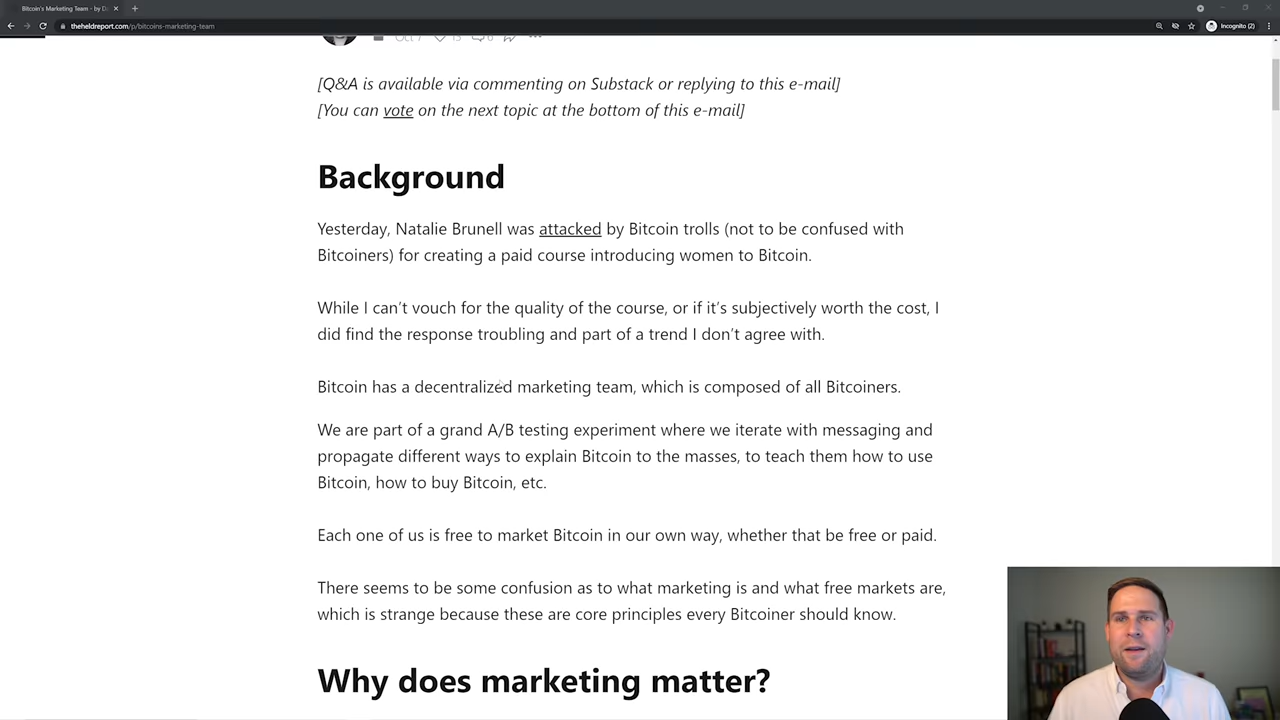 Bitcoin's Marketing Team - by D
theheldreport.com/p/bitcoins-marketing-team
Incognito (3)
Oct 7
[Q&A is available via commenting on Substack or replying to this e-mail]
[You can vote on the next topic at the bottom of this e-mail]
Background
Yesterday, Natalie Brunell was attacked by Bitcoin trolls (not to be confused with
Bitcoiners) for creating a paid course introducing women to Bitcoin.
While I can’t vouch for the quality of the course, or if it’s subjectively worth the cost, I
did find the response troubling and part of a trend I don’t agree with.
Bitcoin has a decentralized marketing team, which is composed of all Bitcoiners.
We are part of a grand A/B testing experiment where we iterate with messaging and
propagate different ways to explain Bitcoin to the masses, to teach them how to use
Bitcoin, how to buy Bitcoin, etc.
Each one of us is free to market Bitcoin in our own way, whether that be free or paid.
There seems to be some confusion as to what marketing is and what free markets are,
which is strange because these are core principles every Bitcoiner should know.
Why does marketing matter?